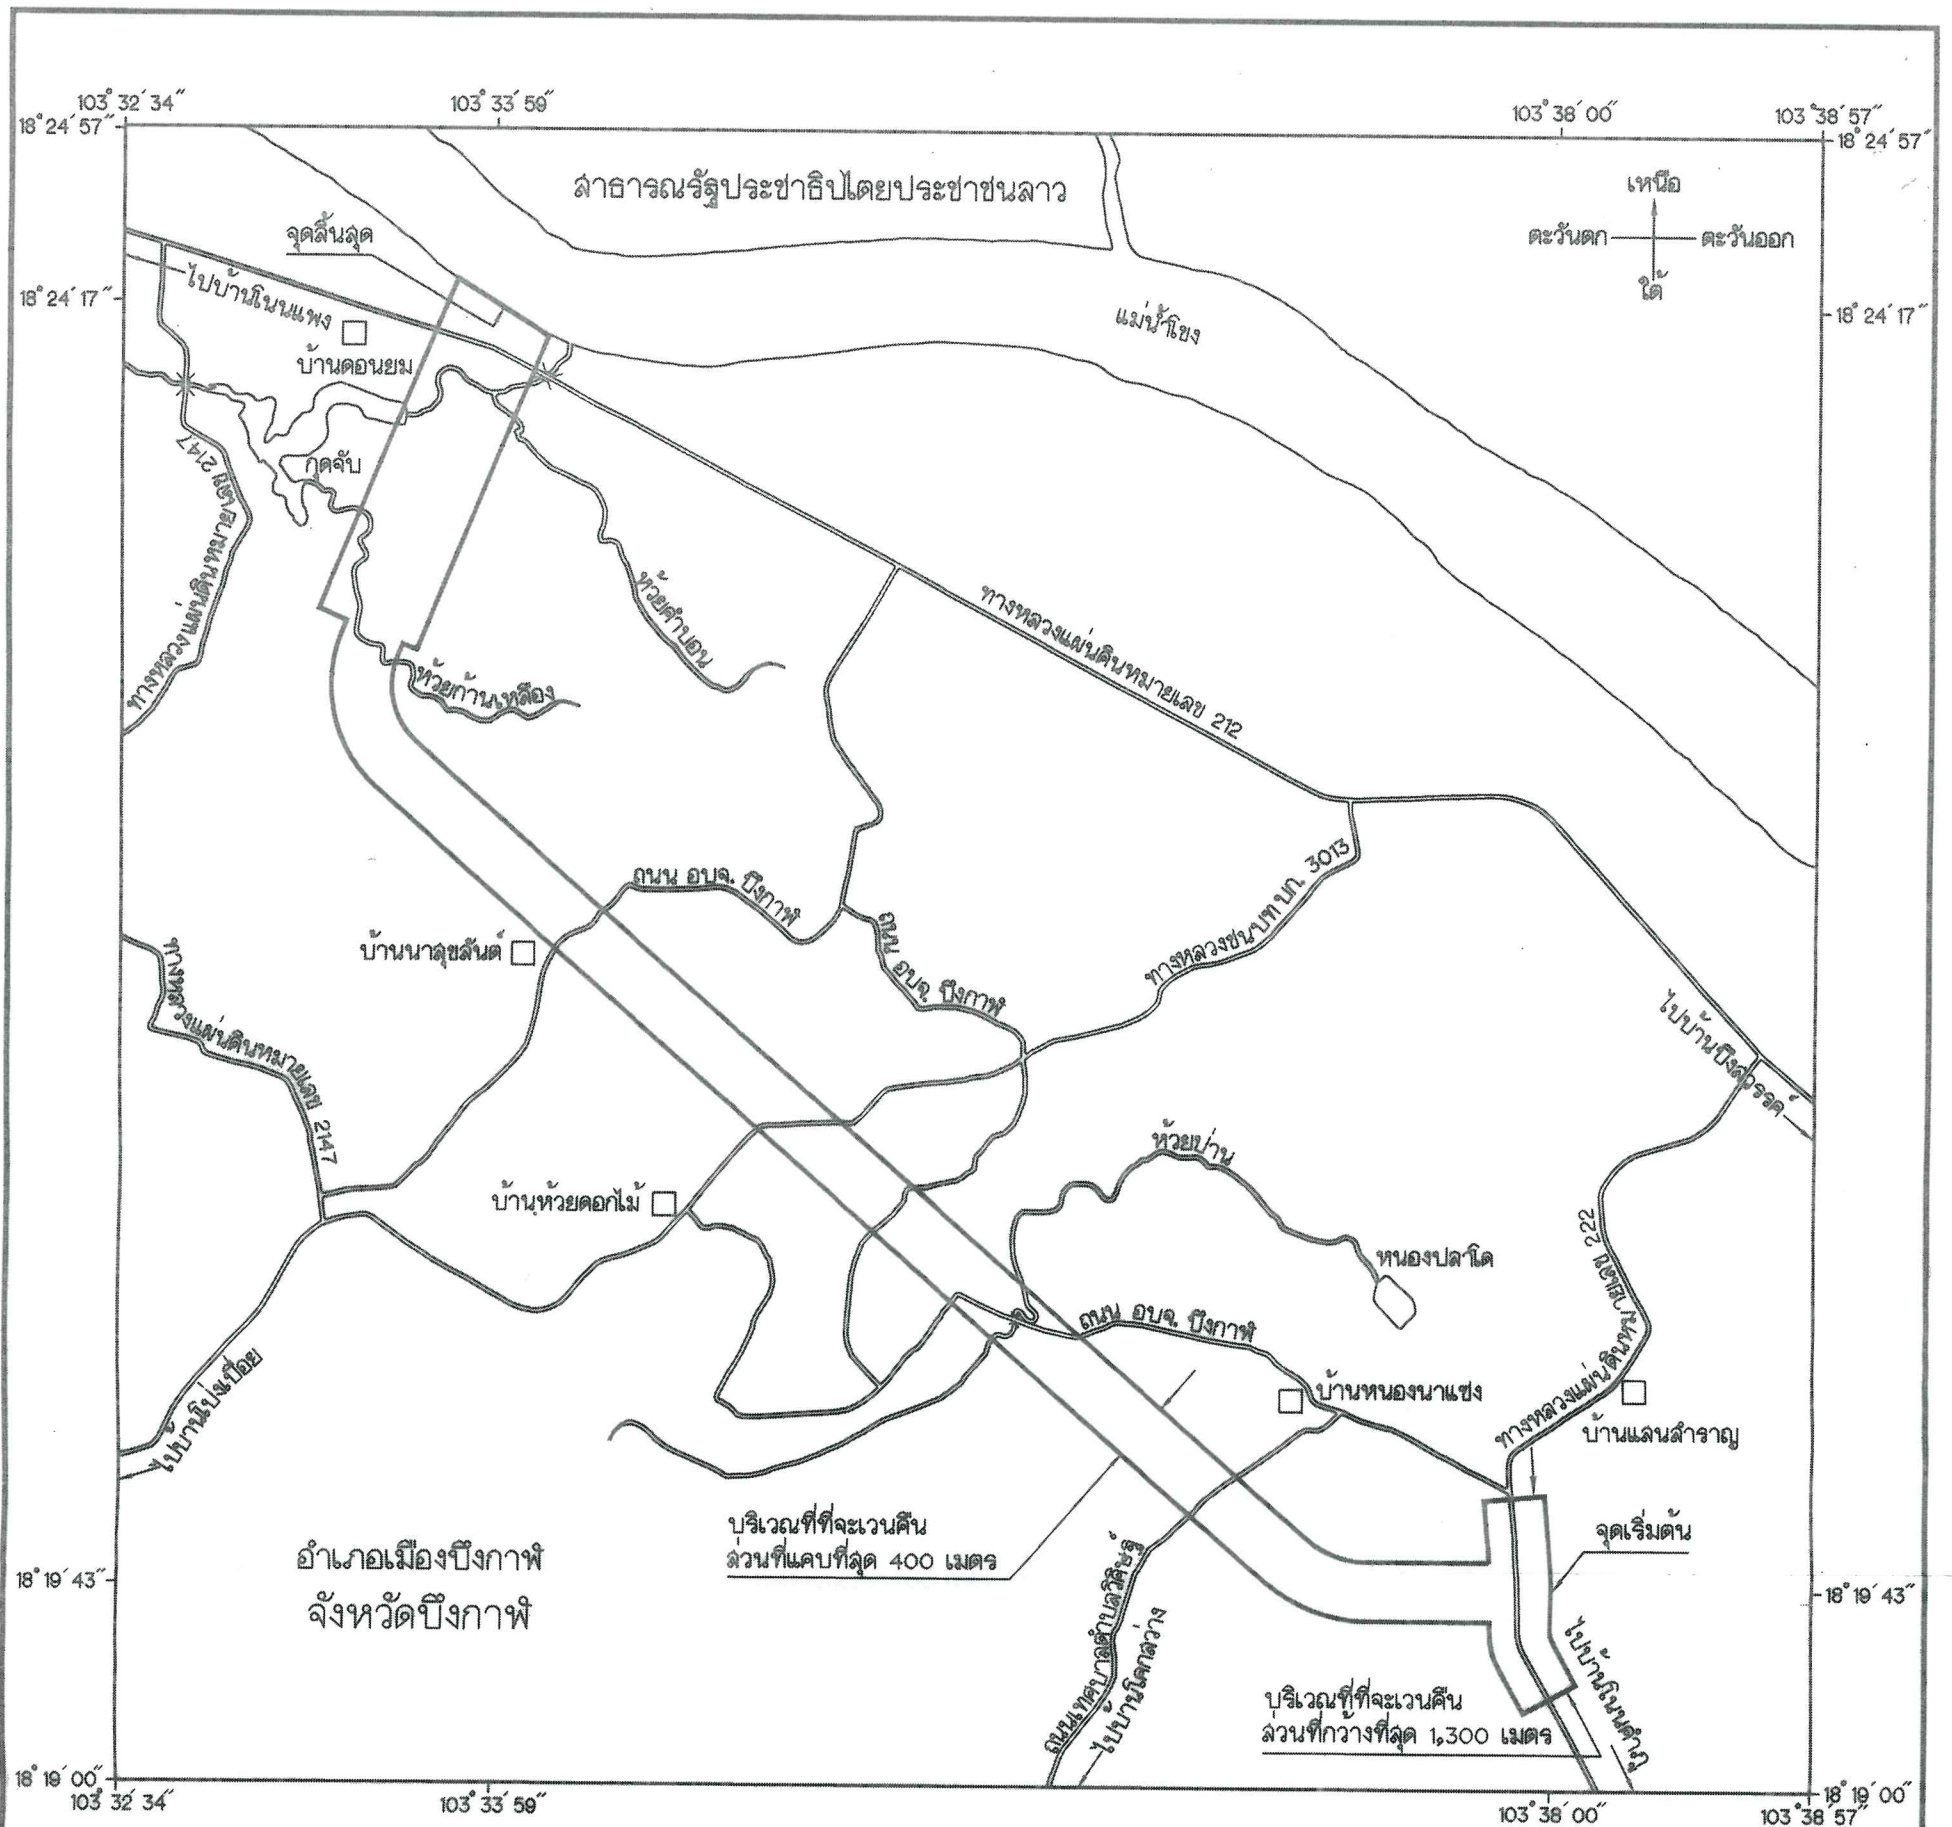 103° 32′ 34″
103° 33′ 59″
103° 38′ 00″
103° 38′ 57″
18° 24′ 57″
18° 24′ 57″
สาธารณรัฐประชาธิปไตยประชาชนลาว
เหนือ
ตะวันตก
ตะวันออก
ใต้
จุดสิ้นสุด
ไปบ้านโนนแพง
18° 24′ 17″
18° 24′ 17″
แม่น้ำโขง
บ้านดอนยม
กุดจับ
ทางหลวงแผ่นดินหมายเลข 2147
ห้วยคำบอน
ห้วยก้านเหลือง
ทางหลวงแผ่นดินหมายเลข 212
ถนน อบจ. บึงกาฬ
ทางหลวงชนบท บก. 3013
บ้านนาสุขสันต์
ถนน อบจ. บึงกาฬ
ทางหลวงแผ่นดินหมายเลข 2147
ไปบ้านบึงสวรรค์
ห้วยป่าน
บ้านห้วยดอกไม้
หนองปลาโด
ทางหลวงแผ่นดินหมายเลข 222
ถนน อบจ. บึงกาฬ
ไปบ้านโป่งเปือย
บ้านหนองนาแซง
บ้านแสนสำราญ
บริเวณที่ที่จะเวนคืน
ส่วนที่แคบที่สุด 400 เมตร
จุดเริ่มต้น
อำเภอเมืองบึงกาฬ
จังหวัดบึงกาฬ
18° 19′ 43″
18° 19′ 43″
ถนนเทศบาลตำบลวิศิษฐ์
ไปบ้านโคกสว่าง
บริเวณที่ที่จะเวนคืน
ส่วนที่กว้างที่สุด 1,300 เมตร
ไปบ้านโนนคำภู
18° 19′ 00″
18° 19′ 00″
103° 32′ 34″
103° 33′ 59″
103° 38′ 00″
103° 38′ 57″